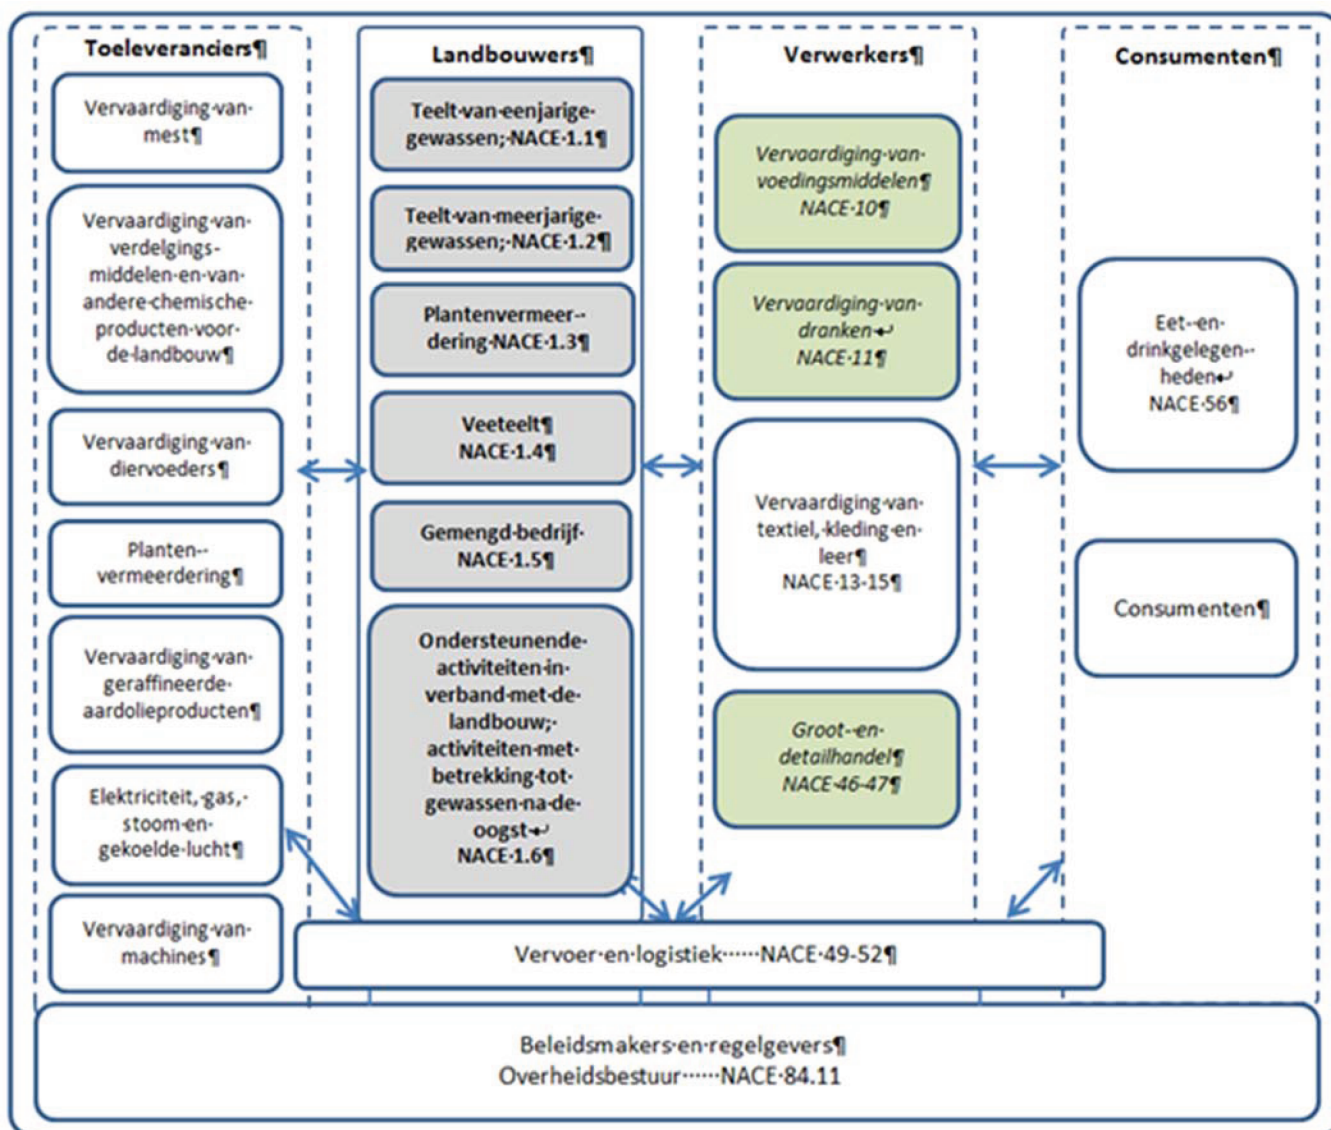 Toeleveranciers¶
Vervaardiging·van·
mest¶
Vervaardiging·van·
verdelgings-
middelen·en·van·
andere·chemische·
producten·voor·
de·landbouw¶
Vervaardiging·van·
diervoeders¶
Planten-·
vermeerdering¶
Vervaardiging·van·
geraffineerde·
aardolieproducten¶
Elektriciteit,·gas,·
stoom·en·
gekoelde·lucht¶
Vervaardiging·van·
machines¶
Landbouwers¶
Teelt·van·eenjarige·
gewassen;·NACE·1.1¶
Teelt·van·meerjarige·
gewassen;·NACE·1.2¶
Plantenvermeer-·
dering·NACE·1.3¶
Veeteelt¶
NACE·1.4¶
Gemengd·bedrijf·
NACE·1.5¶
Ondersteunende·
activiteiten·in·
verband·met·de·
landbouw;·
activiteiten·met·
betrekking·tot·
gewassen·na·de·
oogst·↵
NACE·1.6¶
Verwerkers¶
Vervaardiging·van·
voedingsmiddelen¶
NACE·10¶
Vervaardiging·van·
dranken·↵
NACE·11¶
Vervaardiging·van·
textiel,·kleding·en·
leer¶
NACE·13-15¶
Groot-·en·
detailhandel¶
NACE·46-47¶
Consumenten¶
Eet-·en·
drinkgelegen-·
heden↵
NACE·56¶
Consumenten¶
Vervoer·en·logistiek······NACE·49-52¶
Beleidsmakers·en·regelgevers¶
Overheidsbestuur······NACE·84.11